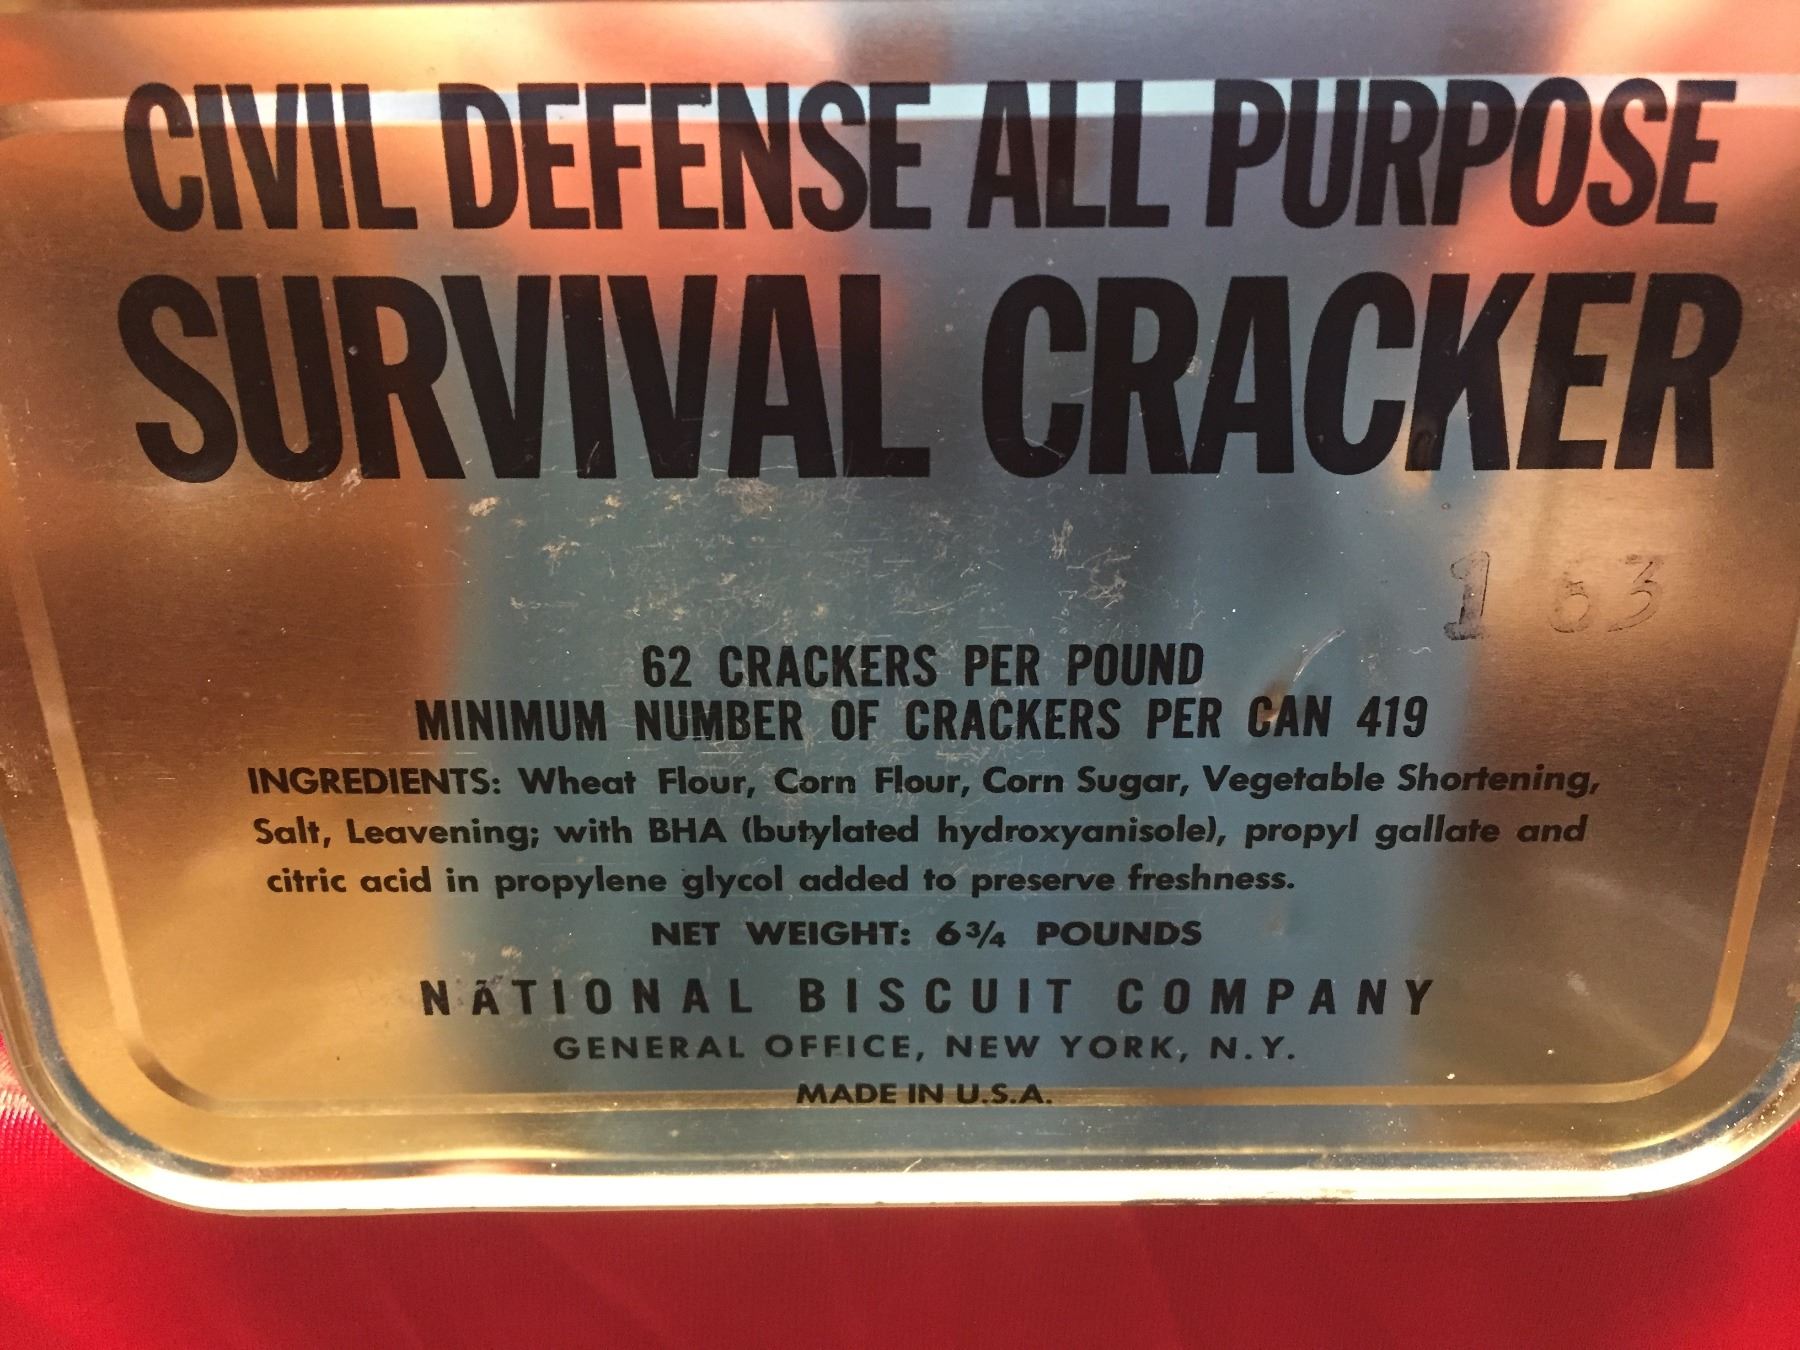 CIVIL DEFENSE ALL PURPOSE
SURVIVAL CRACKER
1 63
62 CRACKERS PER POUND
MINIMUM NUMBER OF CRACKERS PER CAN 419
INGREDIENTS: Wheat Flour, Corn Flour, Corn Sugar, Vegetable Shortening,
Salt, Leavening; with BHA (butylated hydroxyanisole), propyl gallate and
citric acid in propylene glycol added to preserve freshness.
NET WEIGHT: 6¾ POUNDS
NATIONAL BISCUIT COMPANY
GENERAL OFFICE, NEW YORK, N.Y.
MADE IN U.S.A.